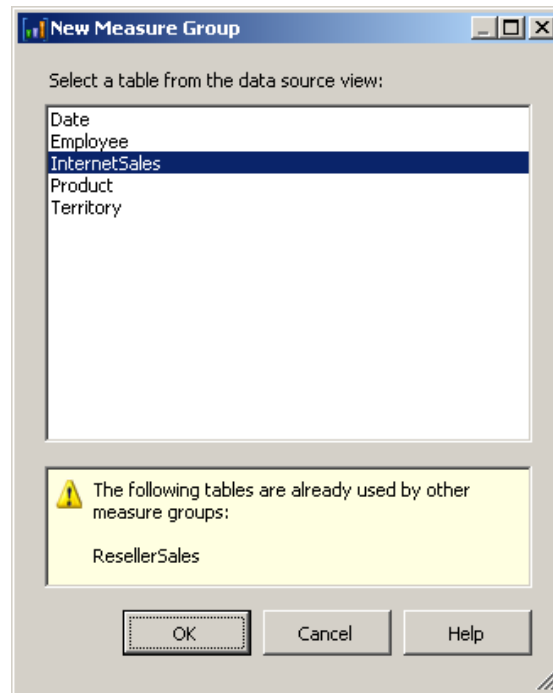 New Measure Group
Select a table from the data source view:
Date
Employee
InternetSales
Product
Territory
The following tables are already used by other
measure groups:
ResellerSales
OK
Cancel
Help